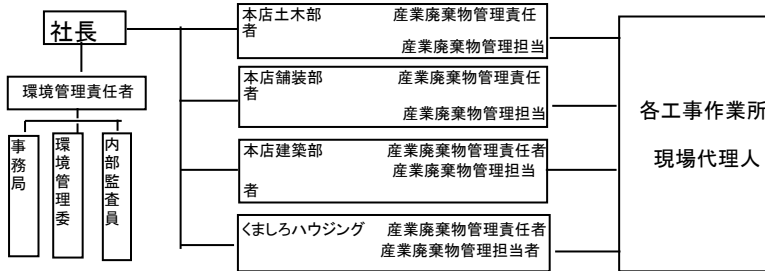 社長
環境管理責任者
事務局
環境管理委
内部監査員
本店土木部 産業廃棄物管理責任
者
産業廃棄物管理担当
本店舗装部 産業廃棄物管理責任
者
産業廃棄物管理担当
本店建築部 産業廃棄物管理責任者
産業廃棄物管理担当
者
くましろハウジング 産業廃棄物管理責任者
産業廃棄物管理担当者
各工事作業所
現場代理人